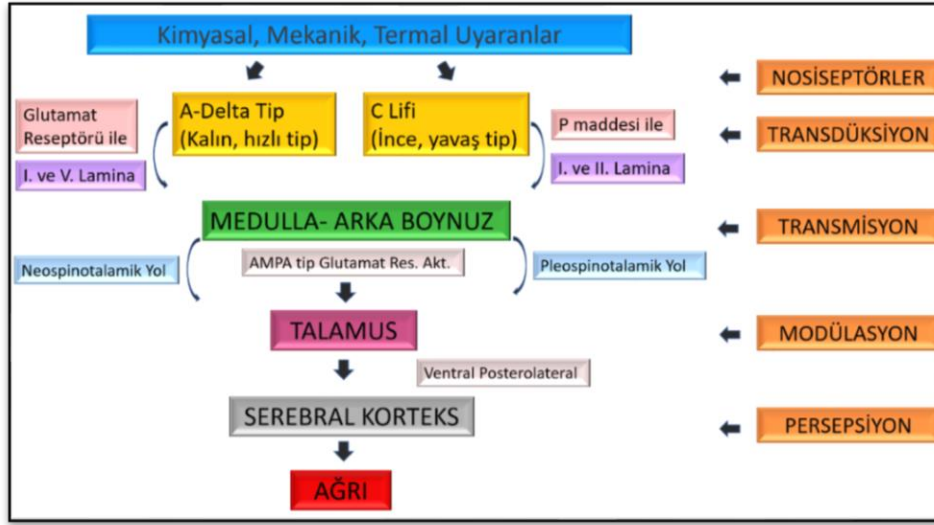 Kimyasal, Mekanik, Termal Uyaranlar
NOSİSEPTÖRLER
Glutamat
Reseptörü ile
A-Delta Tip
(Kalın, hızlı tip)
C Lifi
(İnce, yavaş tip)
P maddesi ile
TRANSDÜKSİYON
I. ve V. Lamina
I. ve II. Lamina
MEDULLA- ARKA BOYNUZ
TRANSMİSYON
Neospinotalamik Yol
AMPA tip Glutamat Res. Akt.
Pleospinotalamik Yol
TALAMUS
MODÜLASYON
Ventral Posterolateral
SEREBRAL KORTEKS
PERSEPSİYON
AĞRI